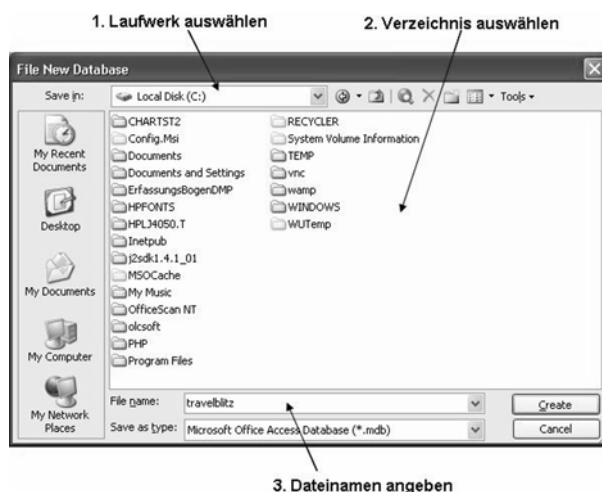 1. Laufwerk auswählen
2. Verzeichnis auswählen
File New Database
Save in:
Local Disk (C:)
Tools
My Recent Documents
Desktop
My Documents
My Computer
My Network Places
CHARTST2
Config.Msi
Documents
Documents and Settings
ErfassungsBogenDMP
HPFONTS
HPLJ4050.T
Inetpub
j2sdk1.4.1_01
MSOCache
My Music
OfficeScan NT
olcsoft
PHP
Program Files
RECYCLER
System Volume Information
TEMP
vnc
wamp
WINDOWS
WUTemp
File name:
travelblitz
Create
Save as type:
Microsoft Office Access Database (*.mdb)
Cancel
3. Dateinamen angeben